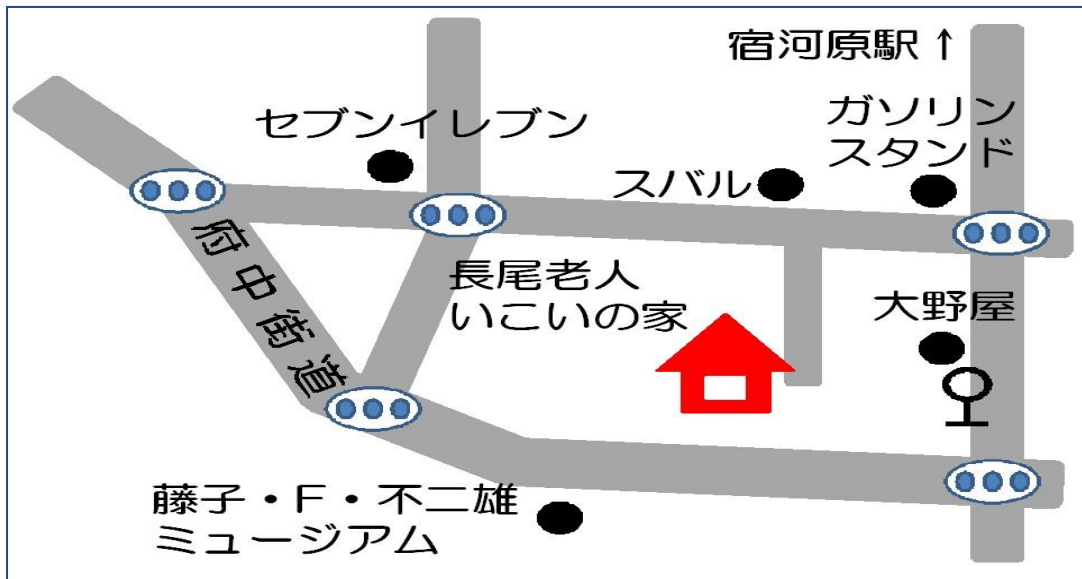 宿河原駅↑
ガソリン
スタンド
セブンイレブン
スバル
府中街道
長尾老人
いこいの家
大野屋
藤子・F・不二雄
ミュージアム